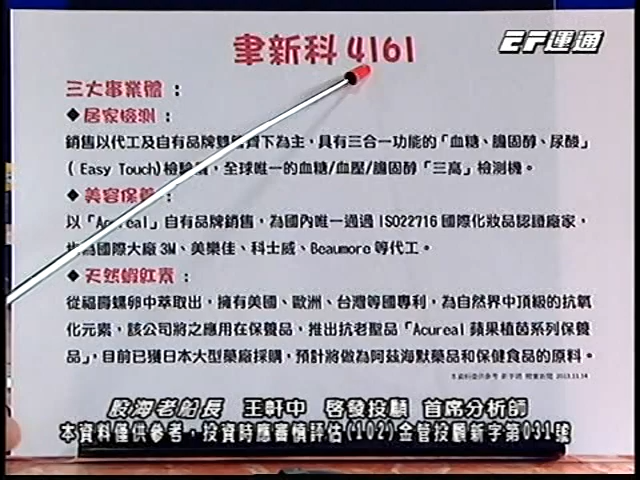 聿新科 4161
EF運通
三大事業體：
◆居家檢測：
銷售以代工及自有品牌雙管齊下為主，具有三合一功能的「血糖、膽固醇、尿酸」
(Easy Touch)檢驗，全球唯一的血糖/血壓/膽固醇「三高」檢測機。
◆美容保養：
以「Acureal」自有品牌銷售，為國內唯一通過 ISO22716 國際化妝品認證廠家，
為國際大廠 3M、美樂佳、科士威、Beaumore 等代工。
◆天然蝦紅素：
從福壽螺卵中萃取出，擁有美國、歐洲、台灣等國專利，為自然界中頂級的抗氧
化元素，該公司將之應用在保養品，推出抗老聖品「Acureal 蘋果植茵系列保養
品」，目前已獲日本大型藥廠採購，預計將做為阿茲海默藥品和保健食品的原料。
本資料僅供參考 2013.11.14
股海老船長 王軒中 啓發投顧 首席分析師
本資料僅供參考，投資時應審慎評估(102)金管投顧新字第031號